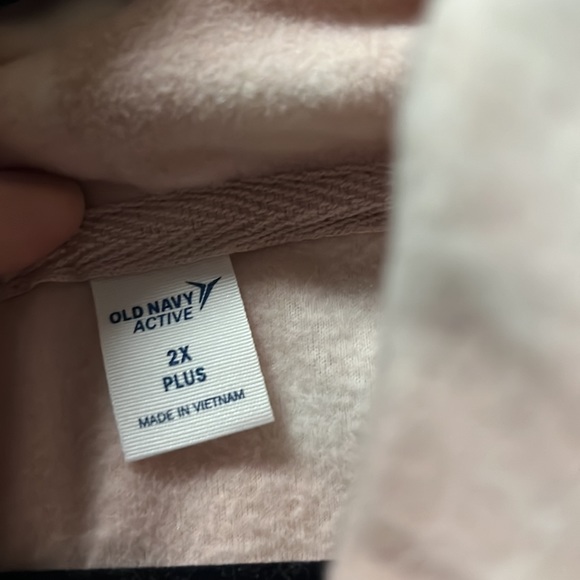 OLD NAVY
ACTIVE
2X
PLUS
MADE IN VIETNAM